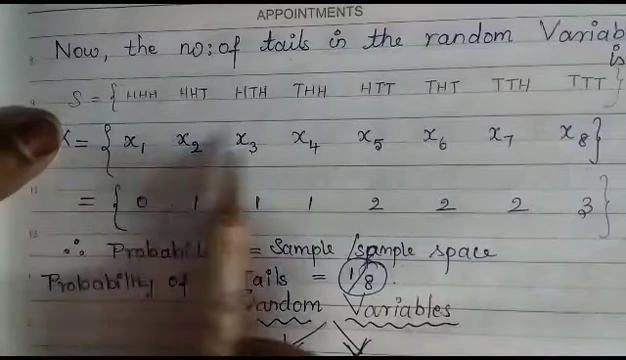 APPOINTMENTS
Now, the no: of tails in the random Variab
is
S = { HHH HHT HTH THH HTT THT TTH TTT }
X = { x₁ x₂ x₃ x₄ x₅ x₆ x₇ x₈ }
= { 0 1 1 1 2 2 2 3 }
∴ Probabili = Sample / sample space
Probability of Tails = 1/8.
Random Variables